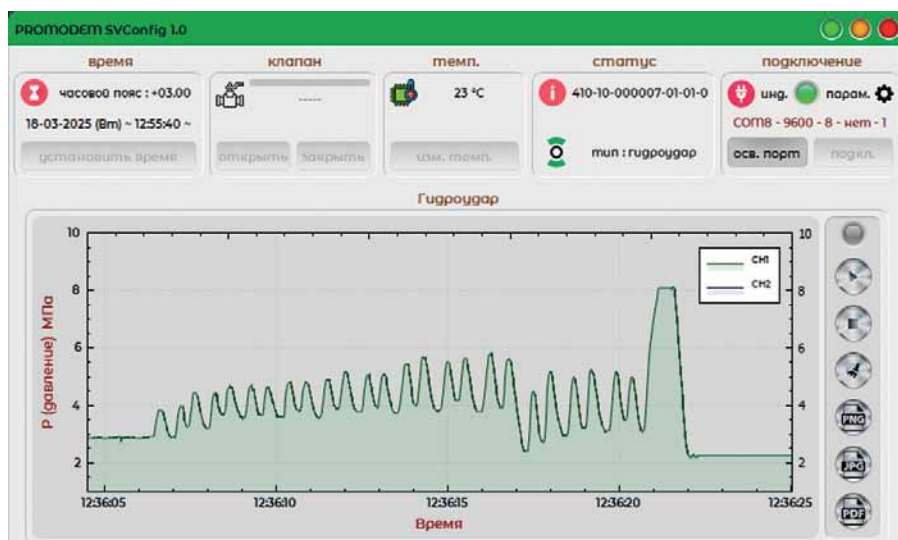 PROMODEM SVConfig 1.0
время
клапан
темп.
статус
подключение
часовой пояс : +03.00
-----
23 °C
410-10-000007-01-01-0
инд.
парам.
18-03-2025 (Вт) ~ 12:55:40 ~
COM8 - 9600 - 8 - нет - 1
установить время
открыть
закрыть
изм. темп.
тип : гидроудар
осв. порт
подкл.
Гидроудар
10
8
6
4
2
P (давление) МПа
CH1
CH2
10
8
6
4
2
12:36:05
12:36:10
12:36:15
12:36:20
12:36:25
Время
PNG
JPG
PDF